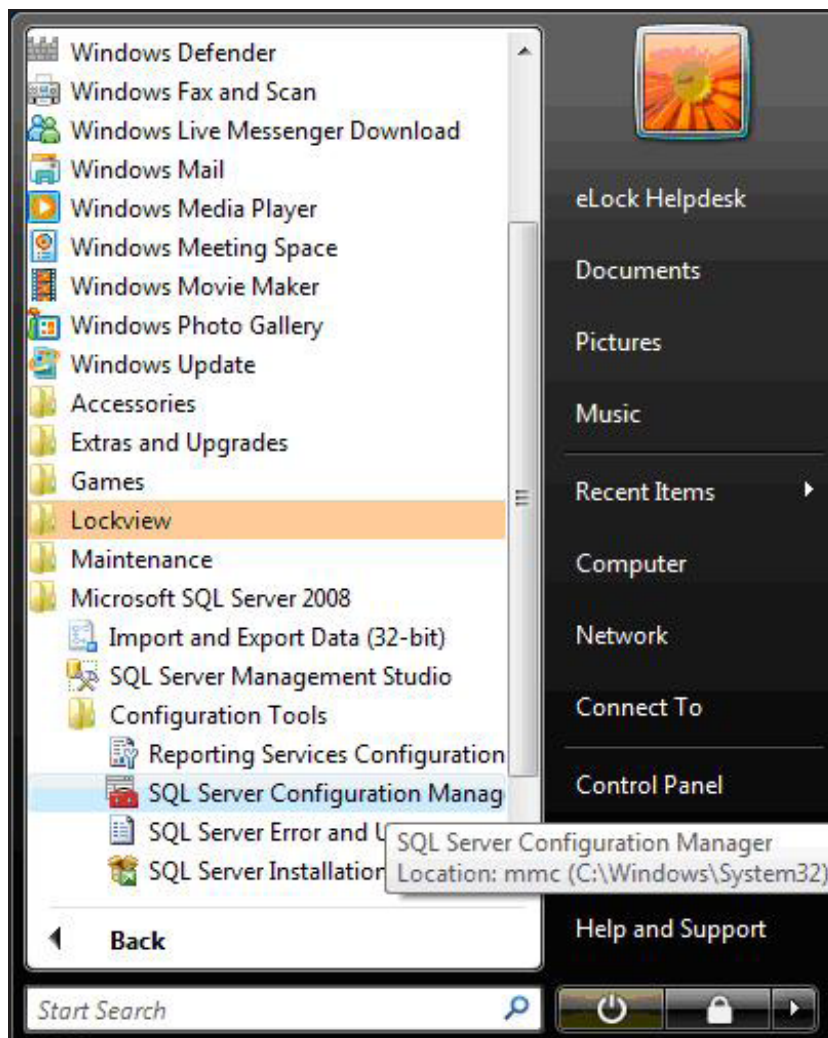 Windows Defender
Windows Fax and Scan
Windows Live Messenger Download
Windows Mail
Windows Media Player
Windows Meeting Space
Windows Movie Maker
Windows Photo Gallery
Windows Update
Accessories
Extras and Upgrades
Games
Lockview
Maintenance
Microsoft SQL Server 2008
Import and Export Data (32-bit)
SQL Server Management Studio
Configuration Tools
Reporting Services Configuration
SQL Server Configuration Manag
SQL Server Error and U
SQL Server Installation
SQL Server Configuration Manager
Location: mmc (C:\Windows\System32)
Back
Start Search
eLock Helpdesk
Documents
Pictures
Music
Recent Items
Computer
Network
Connect To
Control Panel
Help and Support